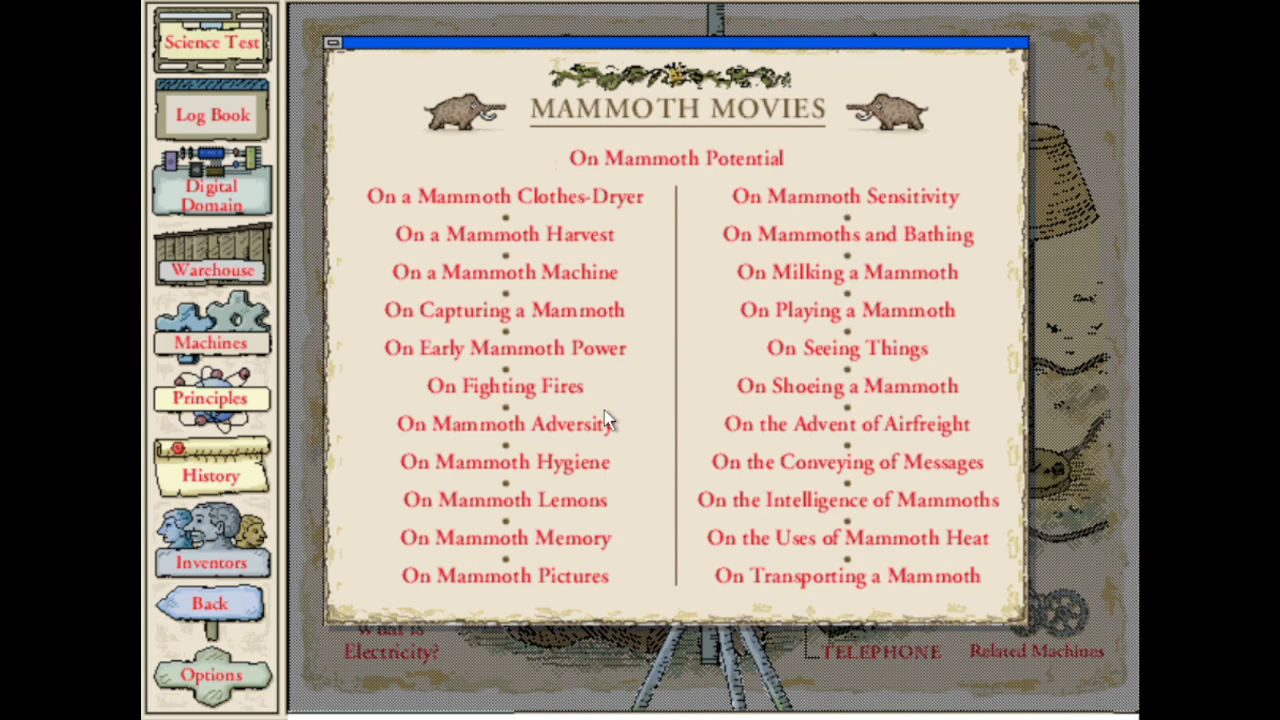 Science Test
Log Book
Digital
Domain
Warehouse
Machines
Principles
History
Inventors
Back
Options
MAMMOTH MOVIES
On Mammoth Potential
On a Mammoth Clothes-Dryer
On a Mammoth Harvest
On a Mammoth Machine
On Capturing a Mammoth
On Early Mammoth Power
On Fighting Fires
On Mammoth Adversity
On Mammoth Hygiene
On Mammoth Lemons
On Mammoth Memory
On Mammoth Pictures
On Mammoth Sensitivity
On Mammoths and Bathing
On Milking a Mammoth
On Playing a Mammoth
On Seeing Things
On Shoeing a Mammoth
On the Advent of Airfreight
On the Conveying of Messages
On the Intelligence of Mammoths
On the Uses of Mammoth Heat
On Transporting a Mammoth
What is
Electricity?
TELEPHONE
Related Machines